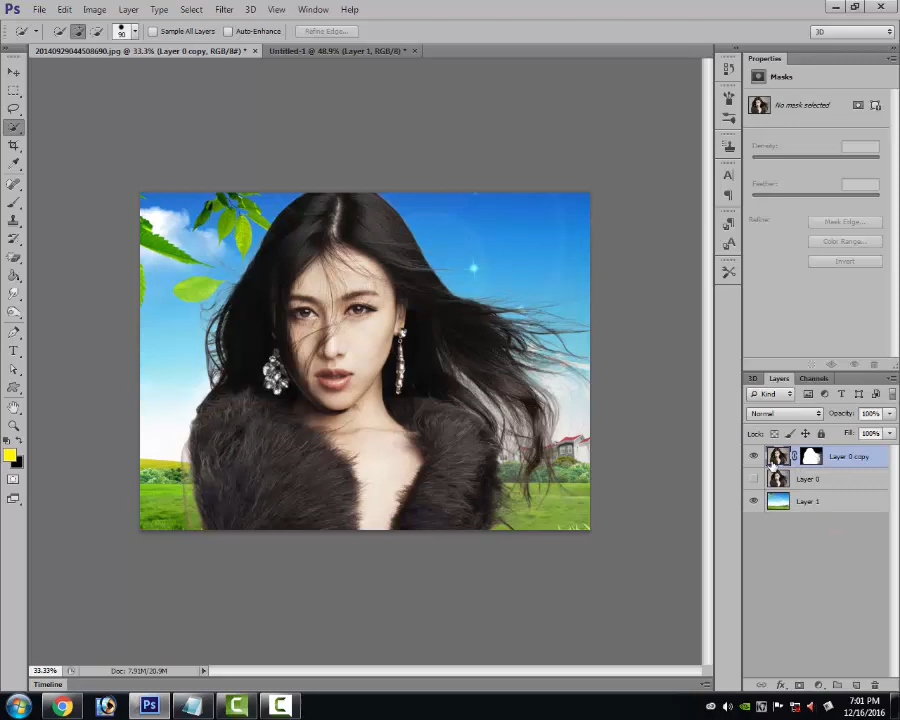 Ps File Edit Image Layer Type Select Filter 3D View Window Help
90 Sample All Layers Auto-Enhance Refine Edge... 3D
20140929044508690.jpg @ 33.3% (Layer 0 copy, RGB/8#) * × Untitled-1 @ 48.9% (Layer 1, RGB/8) * ×
Properties
Masks
No mask selected
Density:
Feather:
Refine: Mask Edge...
Color Range...
Invert
3D Layers Channels
Kind
Normal Opacity: 100%
Lock: Fill: 100%
Layer 0 copy
Layer 0
Layer 1
33.33% Doc: 7.91M/20.9M
Timeline
Ps C C 7:01 PM
12/16/2016